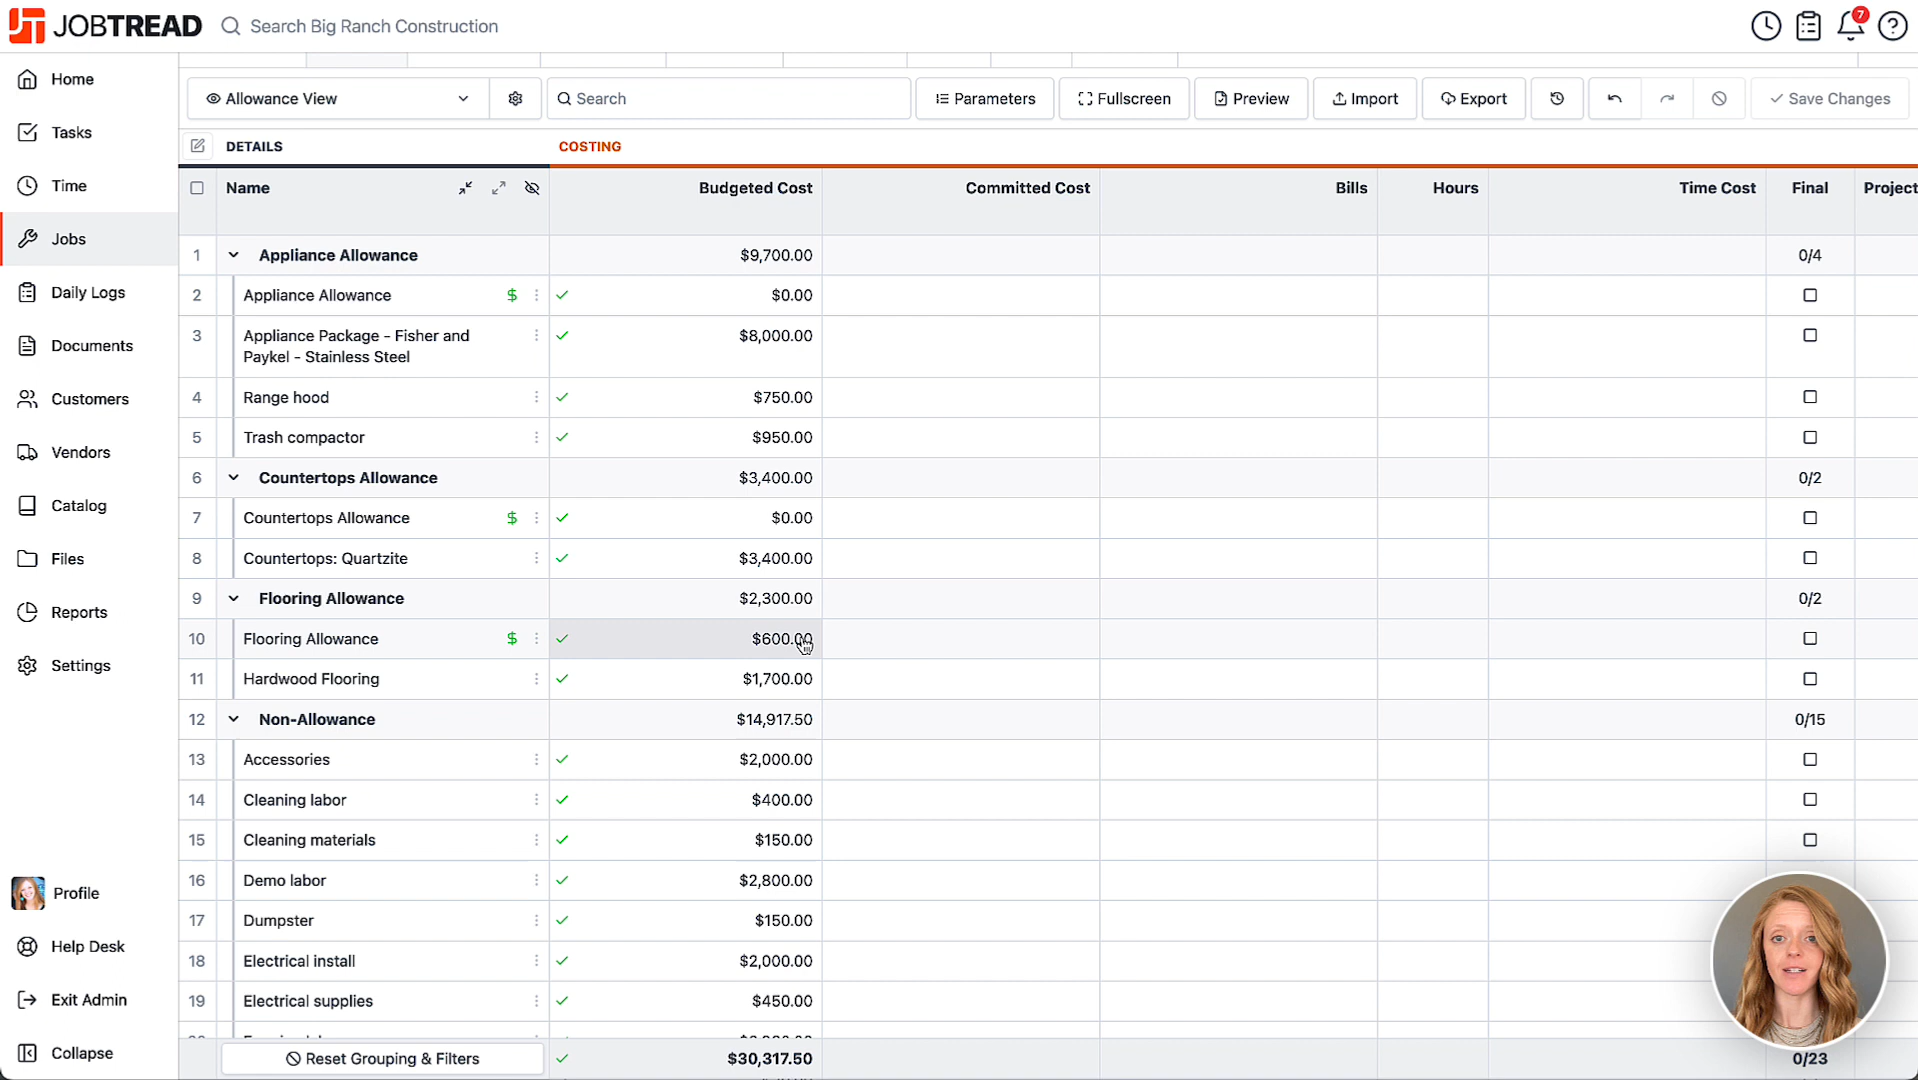 JOBTREAD
Search Big Ranch Construction
7
Home
Tasks
Time
Jobs
Daily Logs
Documents
Customers
Vendors
Catalog
Files
Reports
Settings
Profile
Help Desk
Exit Admin
Collapse
Allowance View
Search
Parameters
Fullscreen
Preview
Import
Export
Save Changes
DETAILS
COSTING
Name Budgeted Cost Committed Cost Bills Hours Time Cost Final Project
1 Appliance Allowance $9,700.00 0/4
2 Appliance Allowance $ $0.00
3 Appliance Package - Fisher and $8,000.00
Paykel - Stainless Steel
4 Range hood $750.00
5 Trash compactor $950.00
6 Countertops Allowance $3,400.00 0/2
7 Countertops Allowance $ $0.00
8 Countertops: Quartzite $3,400.00
9 Flooring Allowance $2,300.00 0/2
10 Flooring Allowance $ $600.00
11 Hardwood Flooring $1,700.00
12 Non-Allowance $14,917.50 0/15
13 Accessories $2,000.00
14 Cleaning labor $400.00
15 Cleaning materials $150.00
16 Demo labor $2,800.00
17 Dumpster $150.00
18 Electrical install $2,000.00
19 Electrical supplies $450.00
Reset Grouping & Filters $30,317.50 0/23